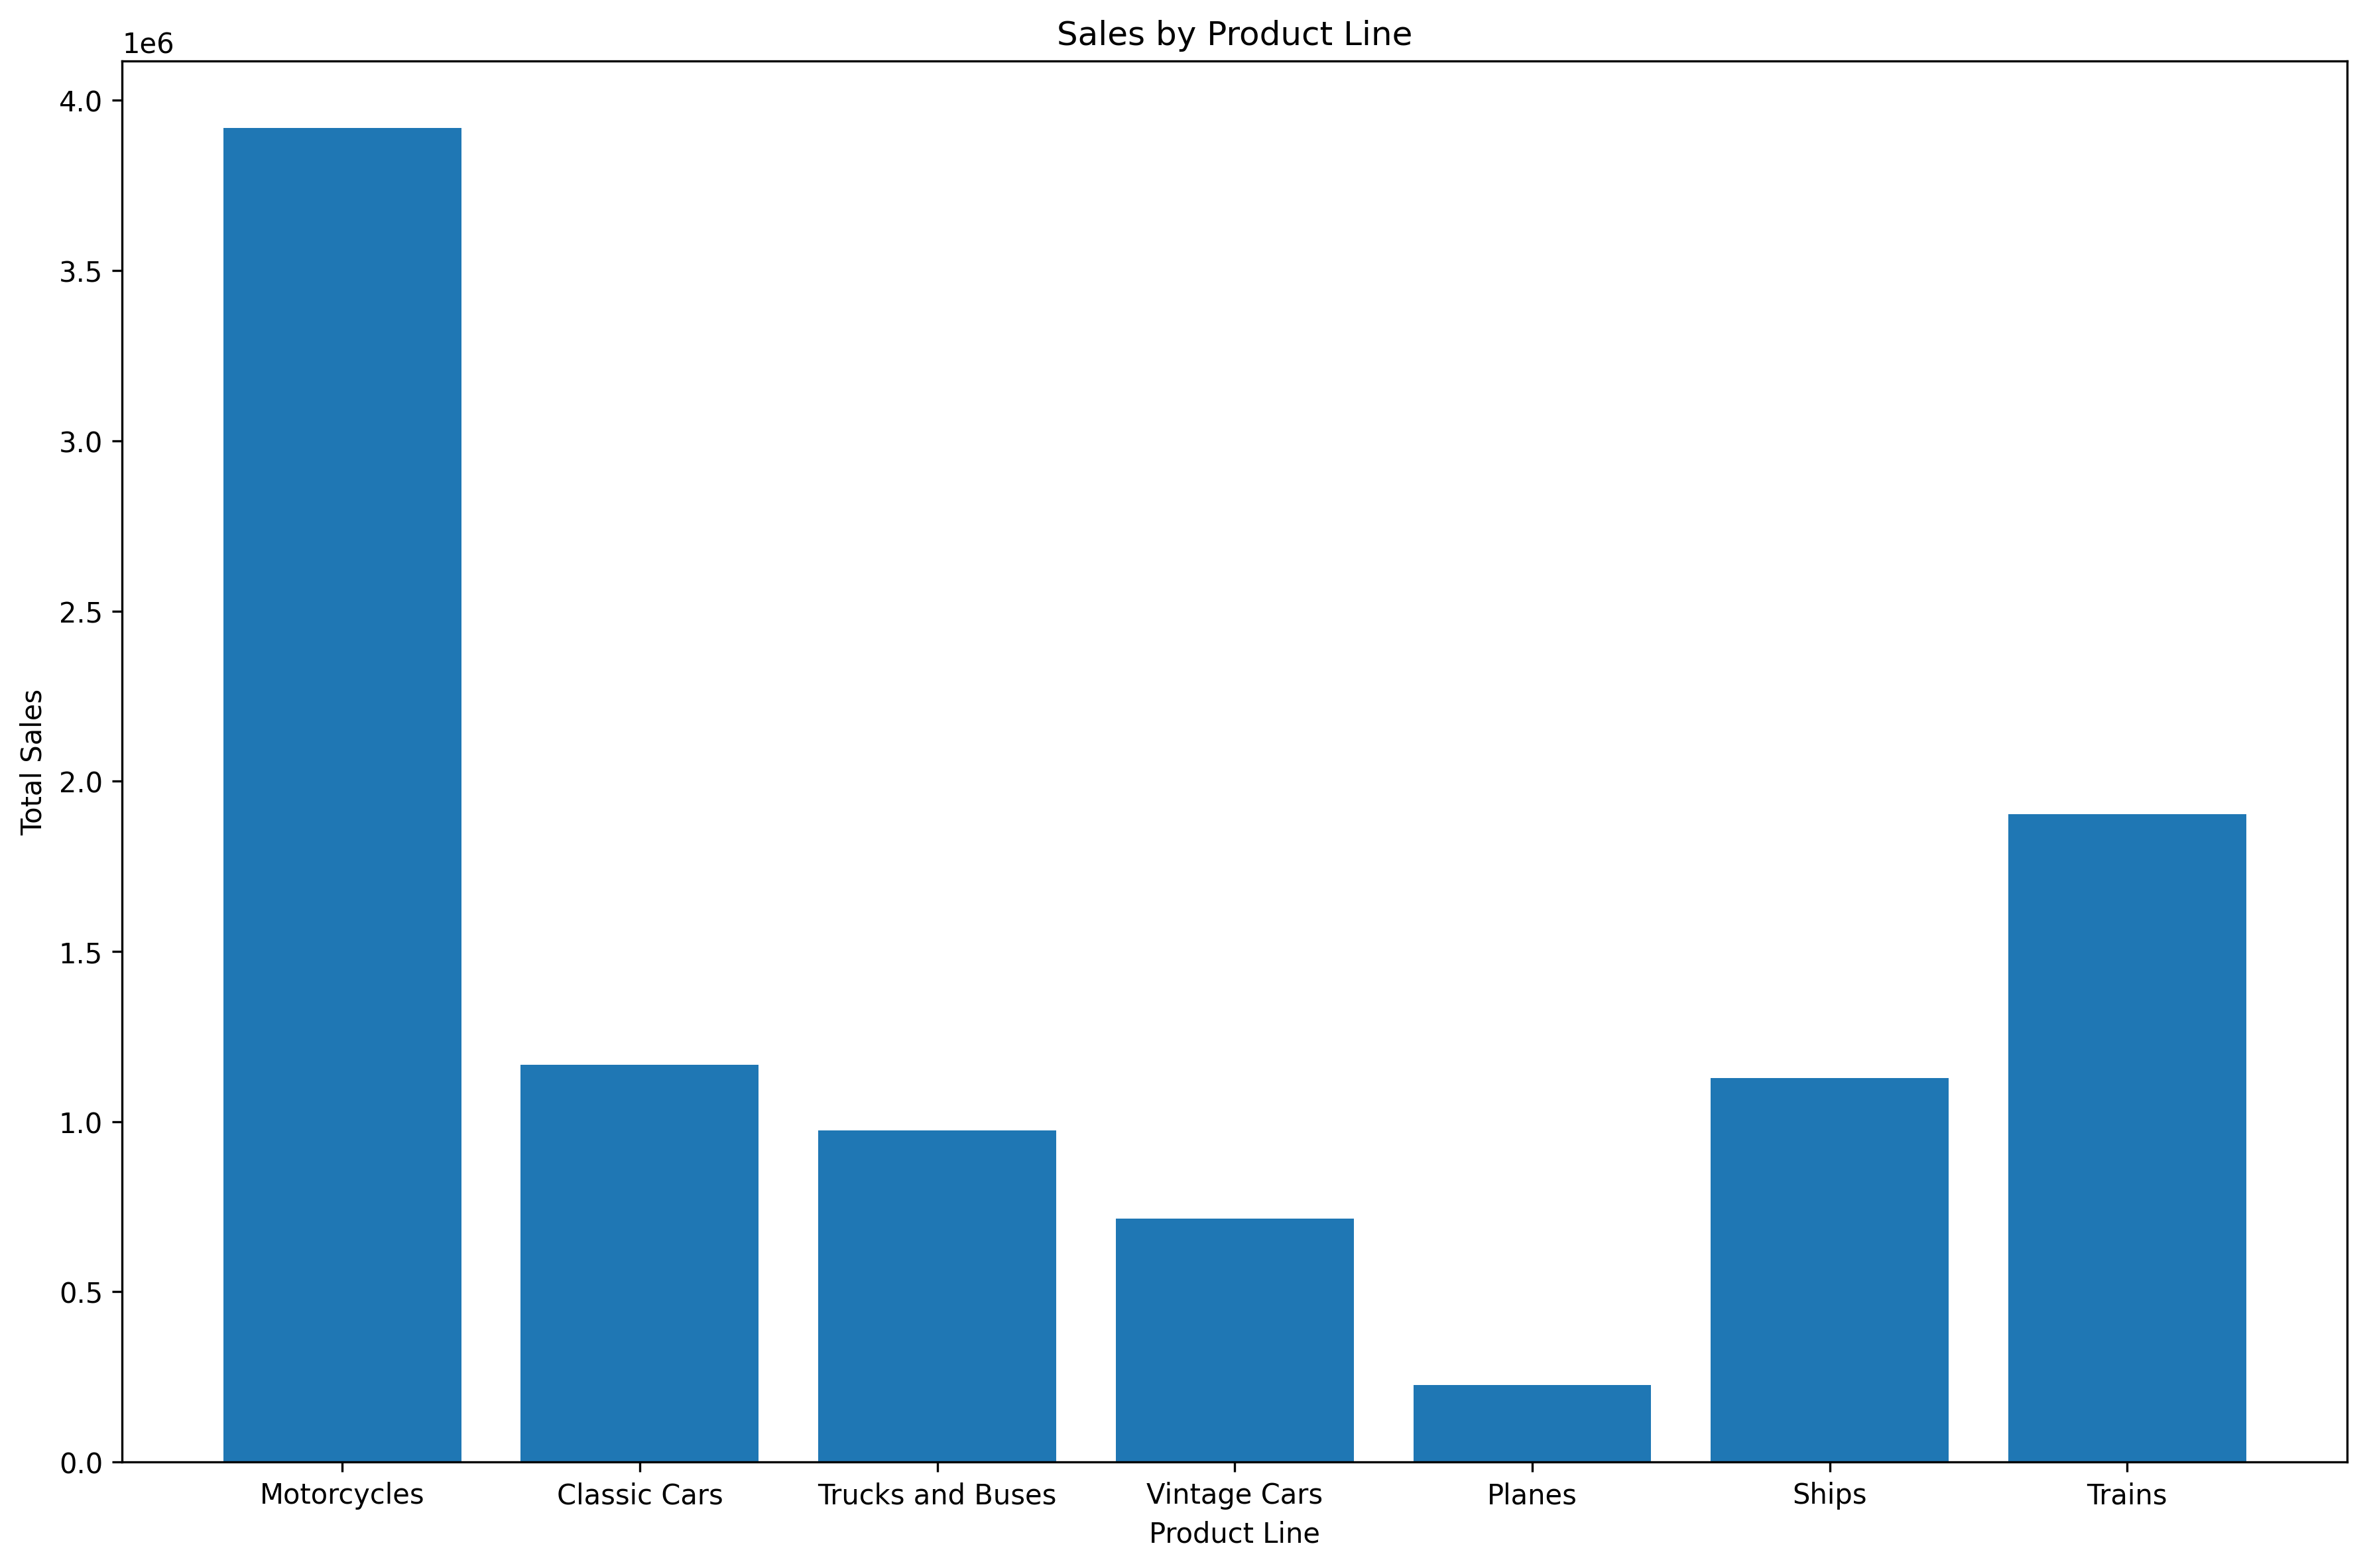 Sales by Product Line
1e6
4.0
3.5
3.0
2.5
2.0
1.5
1.0
0.5
0.0
Total Sales
Motorcycles Classic Cars Trucks and Buses Vintage Cars Planes Ships Trains
Product Line